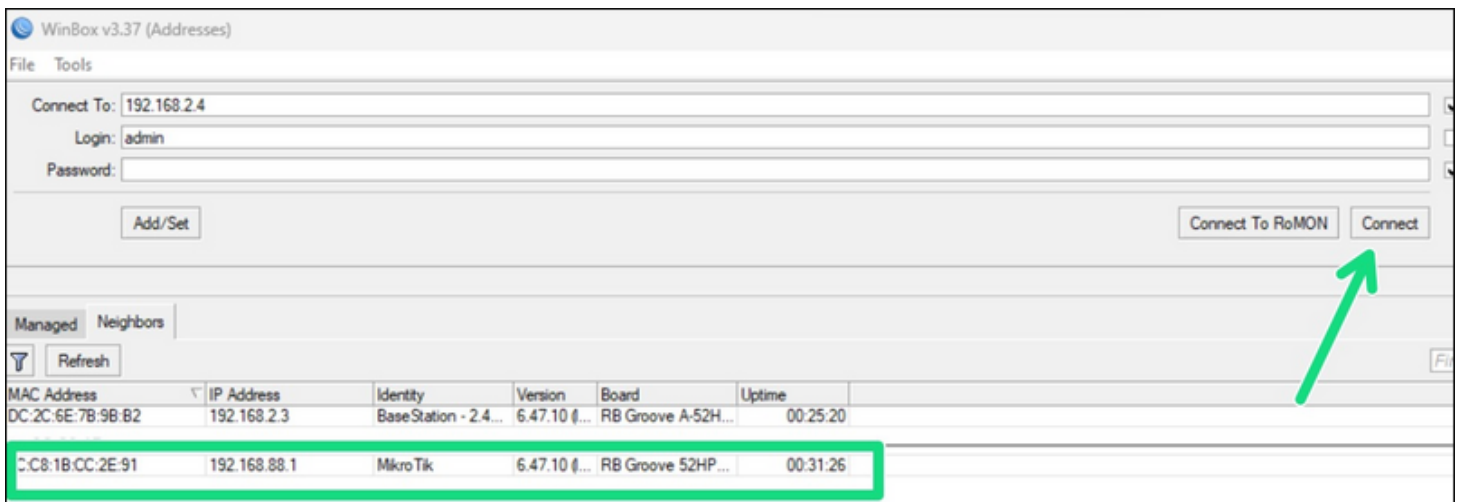 WinBox v3.37 (Addresses)
File Tools
Connect To: 192.168.2.4
Login: admin
Password:
Add/Set Connect To RoMON Connect
Managed Neighbors
Refresh
MAC Address IP Address Identity Version Board Uptime
DC:2C:6E:7B:9B:B2 192.168.2.3 BaseStation - 2.4... 6.47.10 (... RB Groove A-52H... 00:25:20
C:C8:1B:CC:2E:91 192.168.88.1 MikroTik 6.47.10 (... RB Groove 52HP... 00:31:26